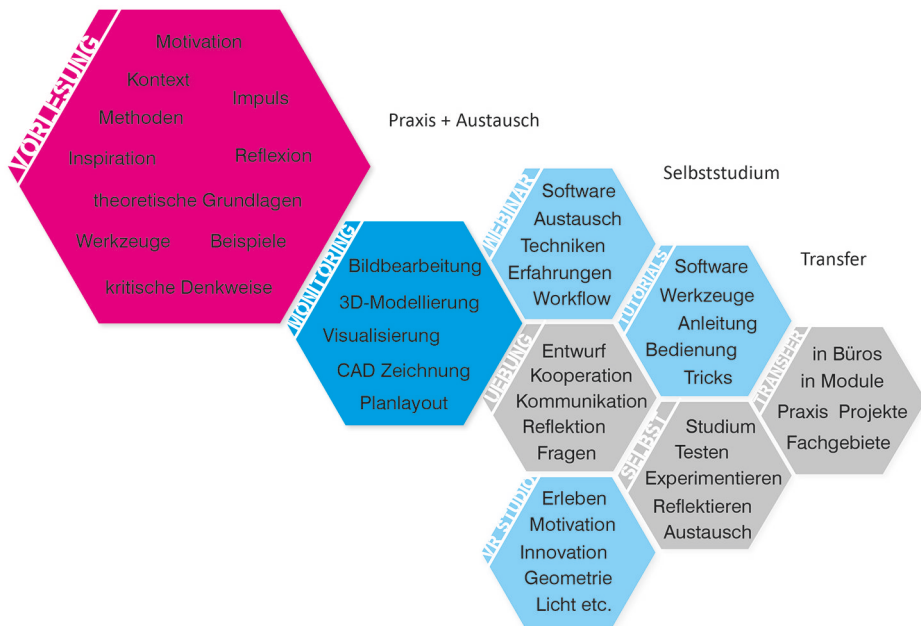 VORLESUNG
Motivation
Kontext
Impuls
Methoden
Inspiration
Reflexion
theoretische Grundlagen
Werkzeuge
Beispiele
kritische Denkweise
Praxis + Austausch
MONITORING
Bildbearbeitung
3D-Modellierung
Visualisierung
CAD Zeichnung
Planlayout
WEBINAR
Software
Austausch
Techniken
Erfahrungen
Workflow
UEBUNG
Entwurf
Kooperation
Kommunikation
Reflektion
Fragen
VR STUDIO
Erleben
Motivation
Innovation
Geometrie
Licht etc.
Selbststudium
TUTORIALS
Software
Werkzeuge
Anleitung
Bedienung
Tricks
SELBST
Studium
Testen
Experimentieren
Reflektieren
Austausch
Transfer
TRANSFER
in Büros
in Module
Praxis Projekte
Fachgebiete